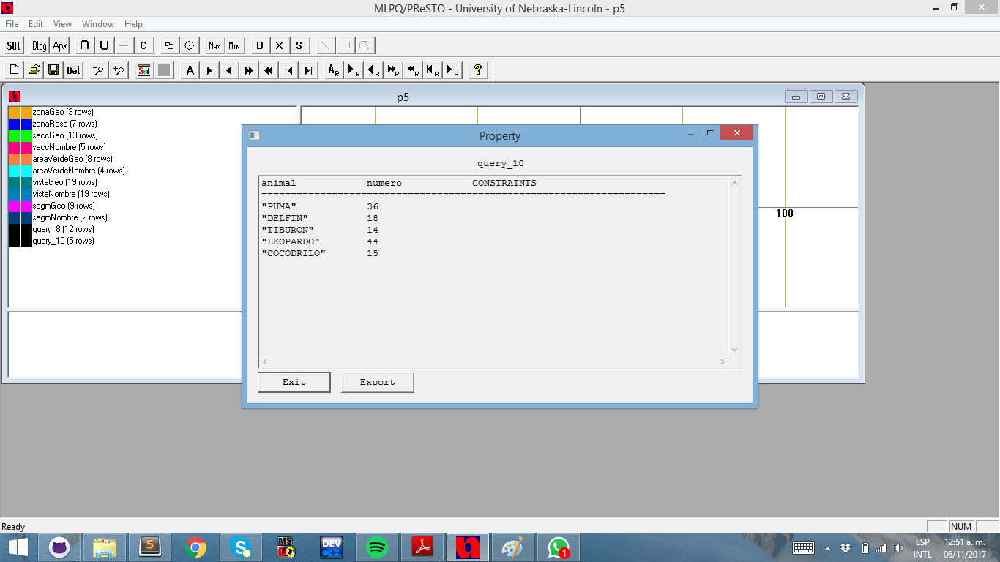 MLPQ/PReSTO - University of Nebraska-Lincoln - p5
File Edit View Window Help
SQL Dlog Apx C Max Min B X S
Del Set A A R R R R R R R ?
p5
zonaGeo (3 rows)
zonaResp (7 rows)
seccGeo (13 rows)
seccNombre (5 rows)
areaVerdeGeo (8 rows)
areaVerdeNombre (4 rows)
vistaGeo (19 rows)
vistaNombre (19 rows)
segmGeo (9 rows)
segmNombre (2 rows)
query_8 (12 rows)
query_10 (5 rows)
100
Property
query_10
animal numero CONSTRAINTS
=====================================================================
"PUMA" 36
"DELFIN" 18
"TIBURON" 14
"LEOPARDO" 44
"COCODRILO" 15
Exit Export
Ready
NUM
S S MS DEV C++ 1
ESP 12:51 a. m.
INTL 06/11/2017